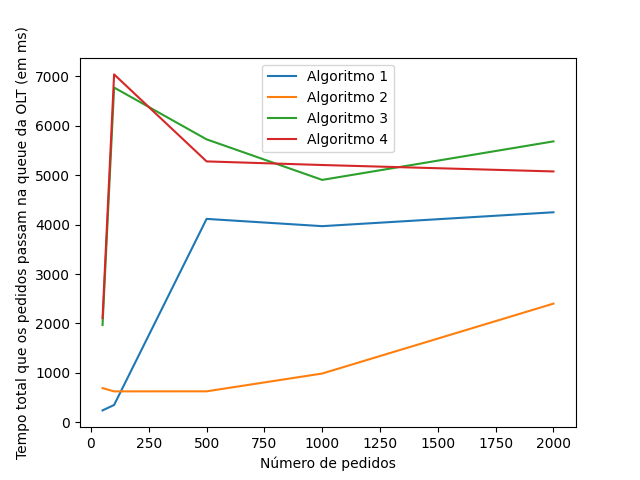 Tempo total que os pedidos passam na queue da OLT (em ms)
7000
6000
5000
4000
3000
2000
1000
0
Algoritmo 1
Algoritmo 2
Algoritmo 3
Algoritmo 4
0 250 500 750 1000 1250 1500 1750 2000
Número de pedidos